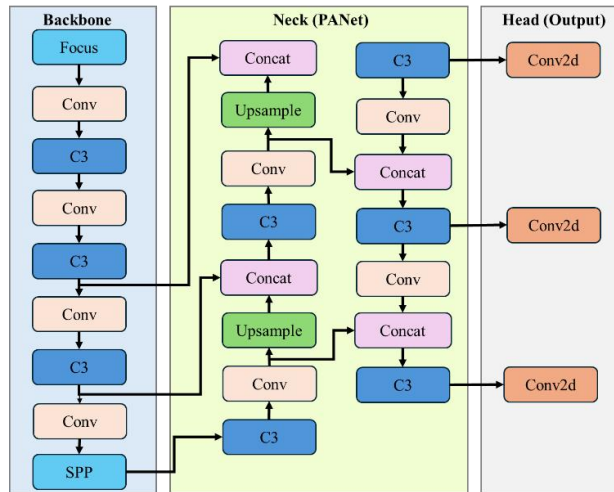 Backbone
Focus
Conv
C3
Conv
C3
Conv
C3
Conv
SPP
Neck (PANet)
Concat
Upsample
Conv
C3
Concat
Upsample
Conv
C3
C3
Conv
Concat
C3
Conv
Concat
C3
Head (Output)
Conv2d
Conv2d
Conv2d